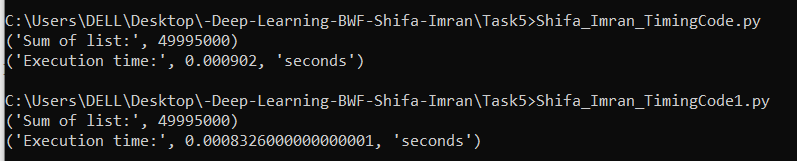 C:\Users\DELL\Desktop\-Deep-Learning-BWF-Shifa-Imran\Task5>Shifa_Imran_TimingCode.py
('Sum of list:', 49995000)
('Execution time:', 0.000902, 'seconds')
C:\Users\DELL\Desktop\-Deep-Learning-BWF-Shifa-Imran\Task5>Shifa_Imran_TimingCode1.py
('Sum of list:', 49995000)
('Execution time:', 0.0008326000000000001, 'seconds')